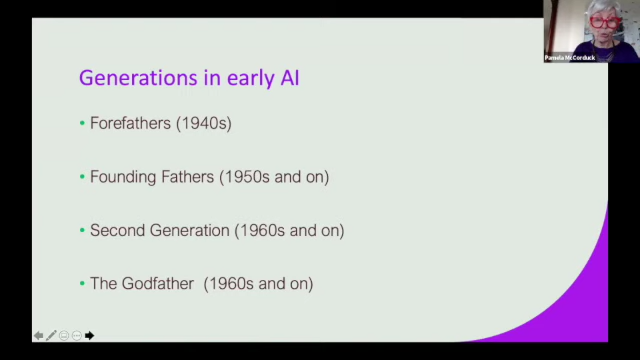 Pamela McCorduck
Generations in early AI
• Forefathers (1940s)
• Founding Fathers (1950s and on)
• Second Generation (1960s and on)
• The Godfather (1960s and on)